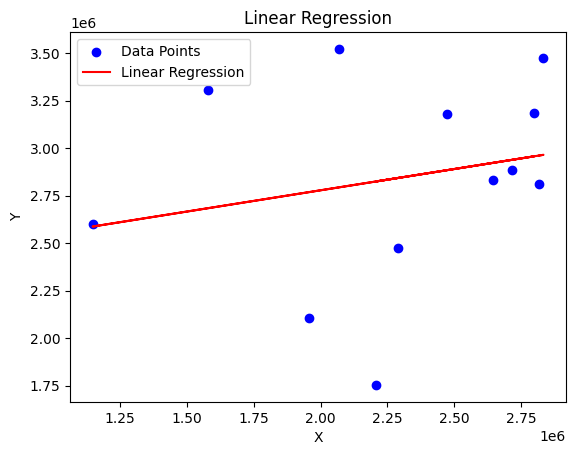 Linear Regression
1e6
Data Points
Linear Regression
3.50
3.25
3.00
2.75
2.50
2.25
2.00
1.75
Y
1.25
1.50
1.75
2.00
2.25
2.50
2.75
X
1e6